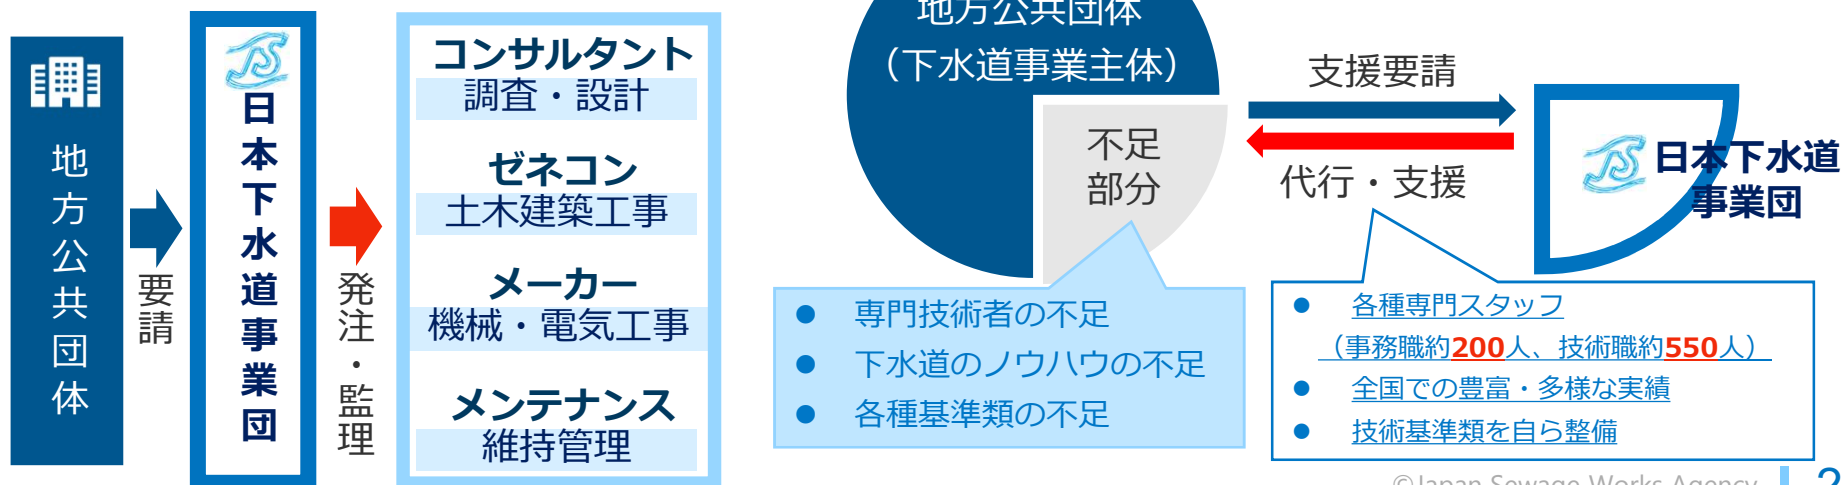 地方公共団体
要請
JS
日本下水道事業団
発注・監理
コンサルタント
調査・設計
ゼネコン
土木建築工事
メーカー
機械・電気工事
メンテナンス
維持管理
地方公共団体
（下水道事業主体）
不足
部分
支援要請
代行・支援
JS
日本下水道
事業団
● 専門技術者の不足
● 下水道のノウハウの不足
● 各種基準類の不足
● 各種専門スタッフ
（事務職約200人、技術職約550人）
● 全国での豊富・多様な実績
● 技術基準類を自ら整備
©Japan Sewage Works Agency
2